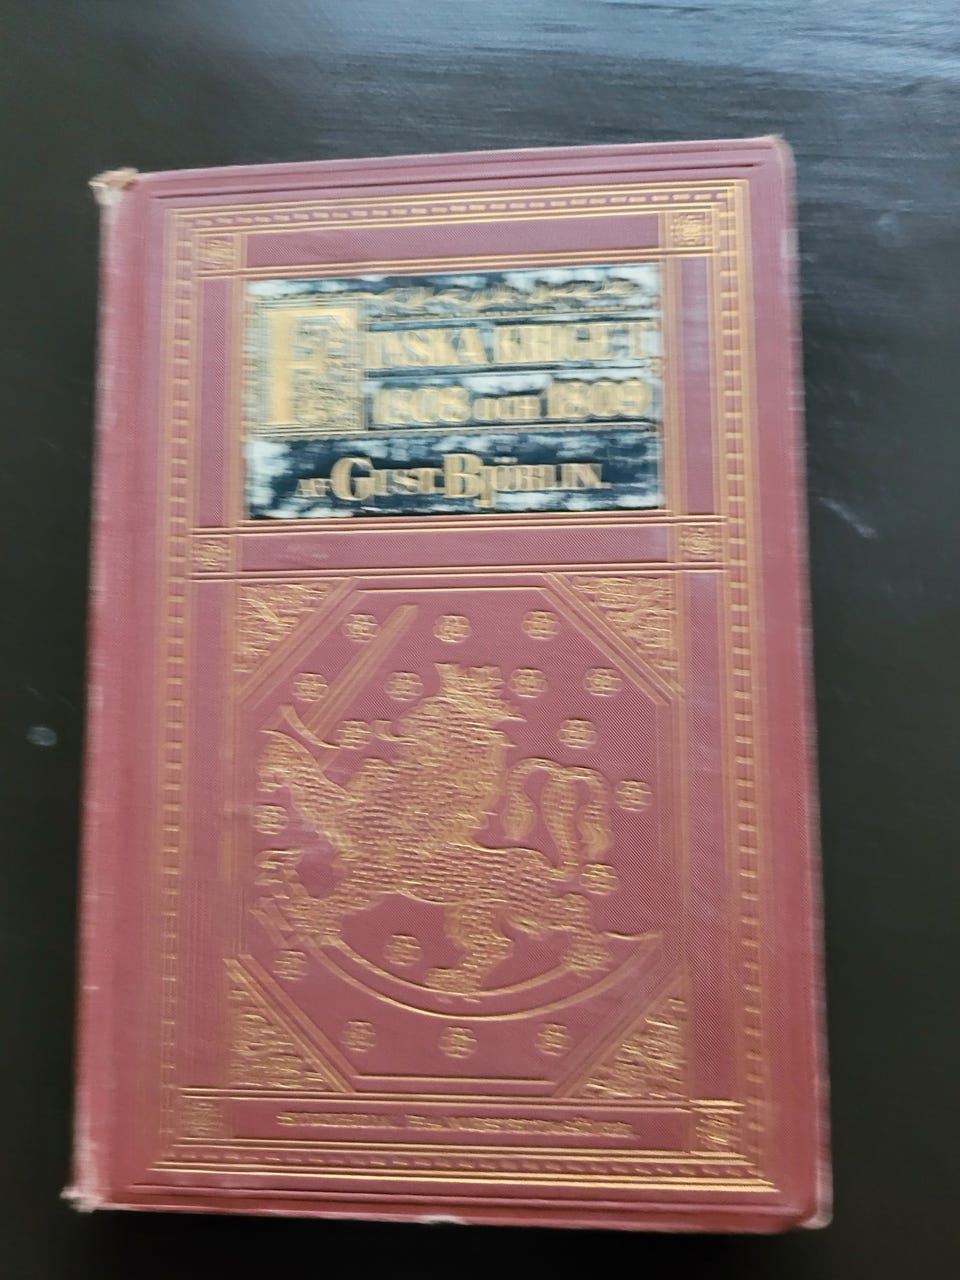 FINSKA KRIGET
1808 OCH 1809
AF GUST. BJÖRLIN.